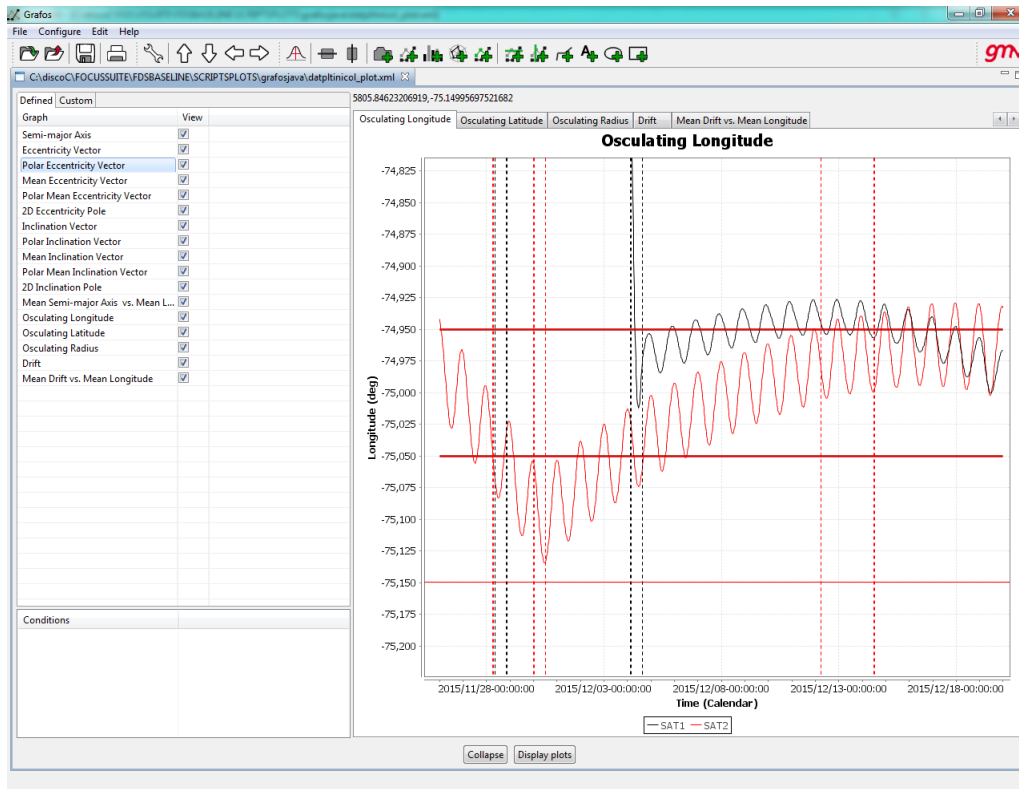 Grafos
File Configure Edit Help
gmv
C:\discoC\FOCUSSUITE\FDSBASELINE\SCRIPTSPLOTS\grafosjava\datpltinicol_plot.xml
Defined Custom
Graph View
Semi-major Axis
Eccentricity Vector
Polar Eccentricity Vector
Mean Eccentricity Vector
Polar Mean Eccentricity Vector
2D Eccentricity Pole
Inclination Vector
Polar Inclination Vector
Mean Inclination Vector
Polar Mean Inclination Vector
2D Inclination Pole
Mean Semi-major Axis vs. Mean L...
Osculating Longitude
Osculating Latitude
Osculating Radius
Drift
Mean Drift vs. Mean Longitude
Conditions
5805.84623206919,-75.14995697521682
Osculating Longitude Osculating Latitude Osculating Radius Drift Mean Drift vs. Mean Longitude
Osculating Longitude
Longitude (deg)
-74,825
-74,850
-74,875
-74,900
-74,925
-74,950
-74,975
-75,000
-75,025
-75,050
-75,075
-75,100
-75,125
-75,150
-75,175
-75,200
2015/11/28-00:00:00 2015/12/03-00:00:00 2015/12/08-00:00:00 2015/12/13-00:00:00 2015/12/18-00:00:00
Time (Calendar)
SAT1 SAT2
Collapse Display plots